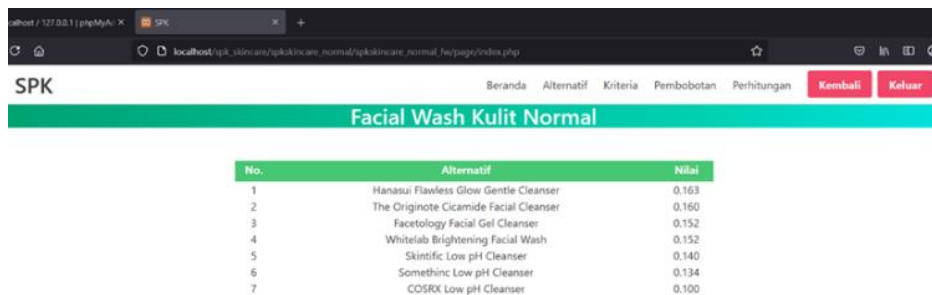 calhost / 127.0.0.1 | phpMyAd × SPK × +
localhost/spk_skincare/spkskincare_normal/spkskincare_normal_fw/page/index.php
SPK Beranda Alternatif Kriteria Pembobotan Perhitungan Kembali Keluar
Facial Wash Kulit Normal
No. Alternatif Nilai
1 Hanasui Flawless Glow Gentle Cleanser 0.163
2 The Originote Cicamide Facial Cleanser 0.160
3 Facetology Facial Gel Cleanser 0.152
4 Whitelab Brightening Facial Wash 0.152
5 Skintific Low pH Cleanser 0.140
6 Somethinc Low pH Cleanser 0.134
7 COSRX Low pH Cleanser 0.100